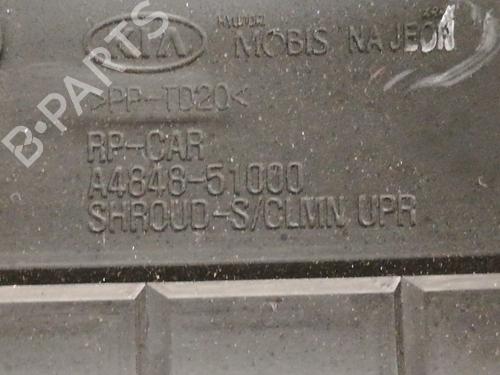 KIA HYUNDAI MOBIS NA JEON
>PP-TD20<
RP-CAR
A4848-51000
SHROUD-S/CLMN UPR
B-PARTS